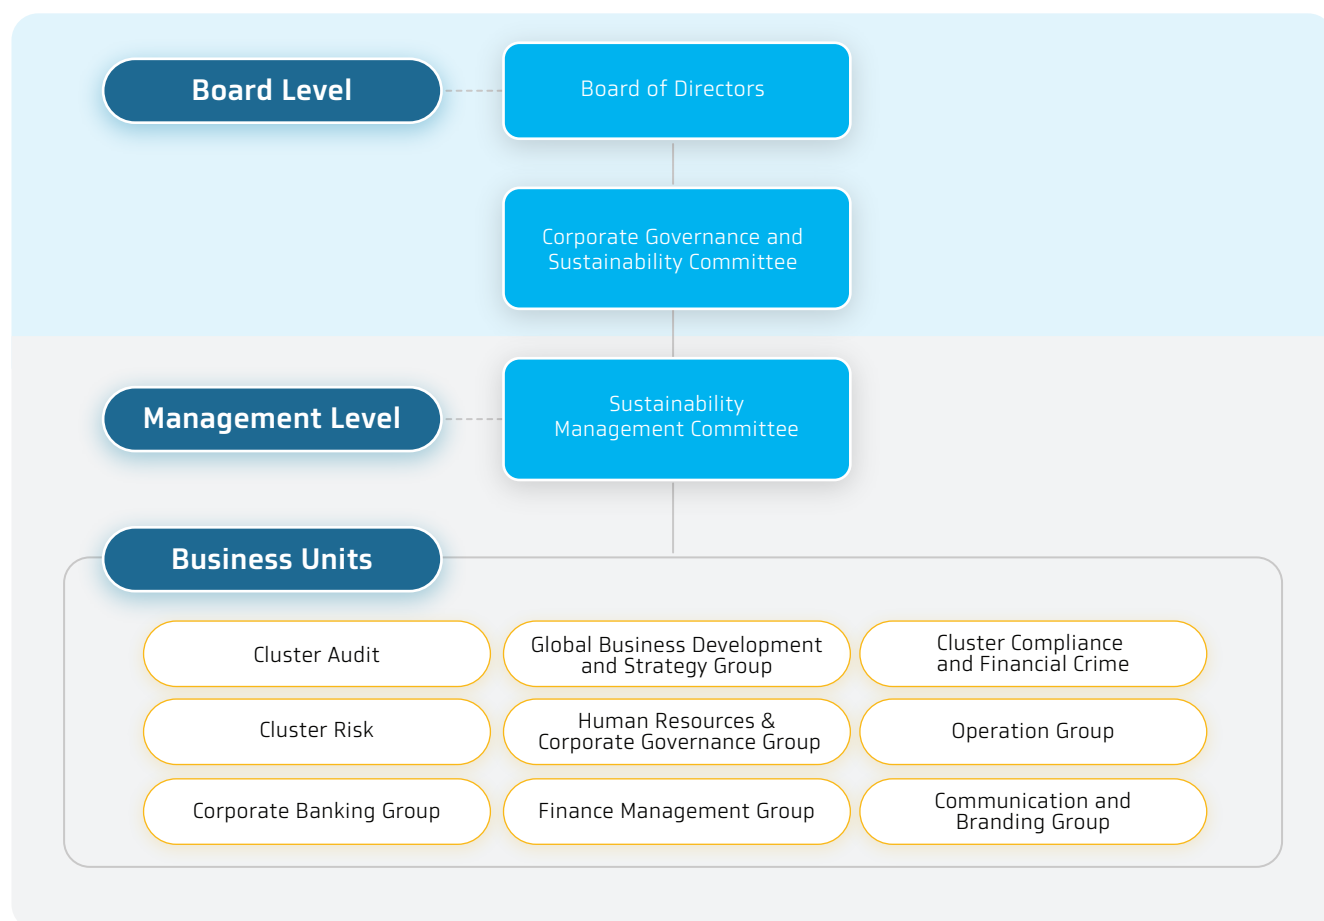 Board Level
Board of Directors
Corporate Governance and
Sustainability Committee
Management Level
Sustainability
Management Committee
Business Units
Cluster Audit
Global Business Development
and Strategy Group
Cluster Compliance
and Financial Crime
Cluster Risk
Human Resources &
Corporate Governance Group
Operation Group
Corporate Banking Group
Finance Management Group
Communication and
Branding Group